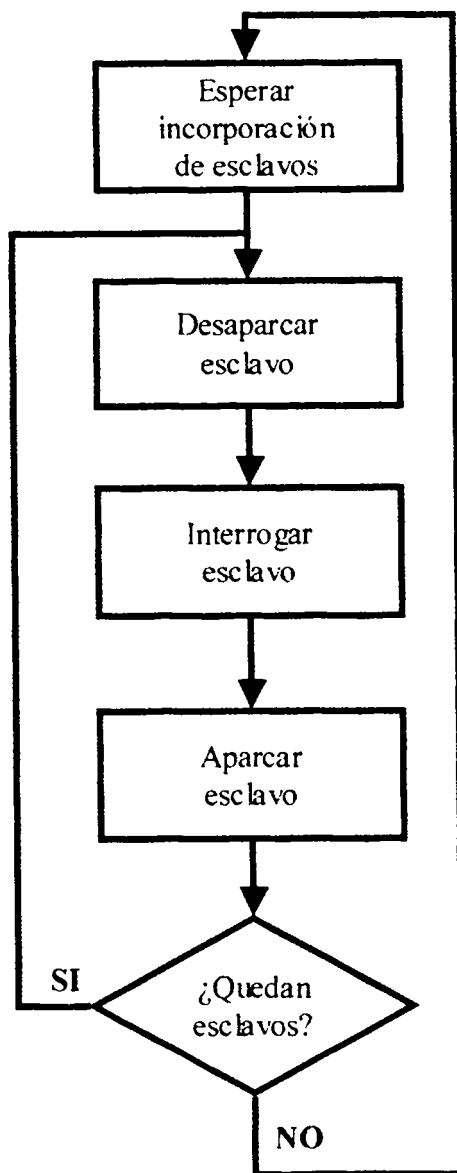 Esperar
incorporación
de esclavos
Desaparcar
esclavo
Interrogar
esclavo
Aparcar
esclavo
¿Quedan
esclavos?
SI
NO